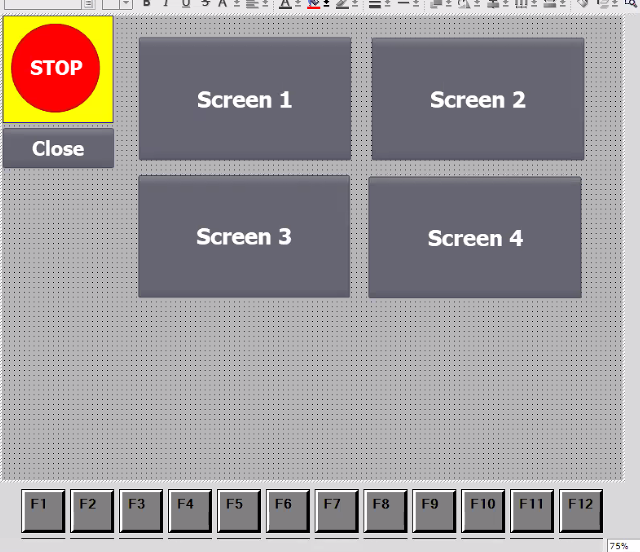 B I U S A A
STOP
Screen 1
Screen 2
Close
Screen 3
Screen 4
F1 F2 F3 F4 F5 F6 F7 F8 F9 F10 F11 F12
75%